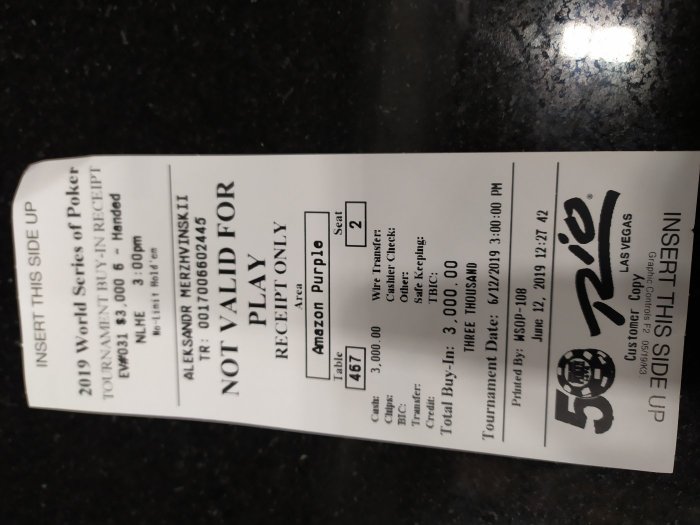 INSERT THIS SIDE UP
2019 World Series of Poker
TOURNAMENT BUY-IN RECEIPT
EV#031 $3,000 6 - Handed
NLHE 3:00pm
No-Limit Hold'em
ALEKSANDR MERZHVINSKII
TR: 0017006602445
NOT VALID FOR
PLAY
RECEIPT ONLY
Area
Amazon Purple
Table Seat
467 2
Cash: 3,000.00 Wire Transfer:
Chips: Cashier Check:
BIC: Other:
Transfer: Safe Keeping:
Credit: TBIC:
Total Buy-In: 3,000.00
THREE THOUSAND
Tournament Date: 6/12/2019 3:00:00 PM
Printed By: WSOP-108
June 12, 2019 12:27 42
50 Rio®
LAS VEGAS
Customer Copy
Graphic Controls F2
INSERT THIS SIDE UP